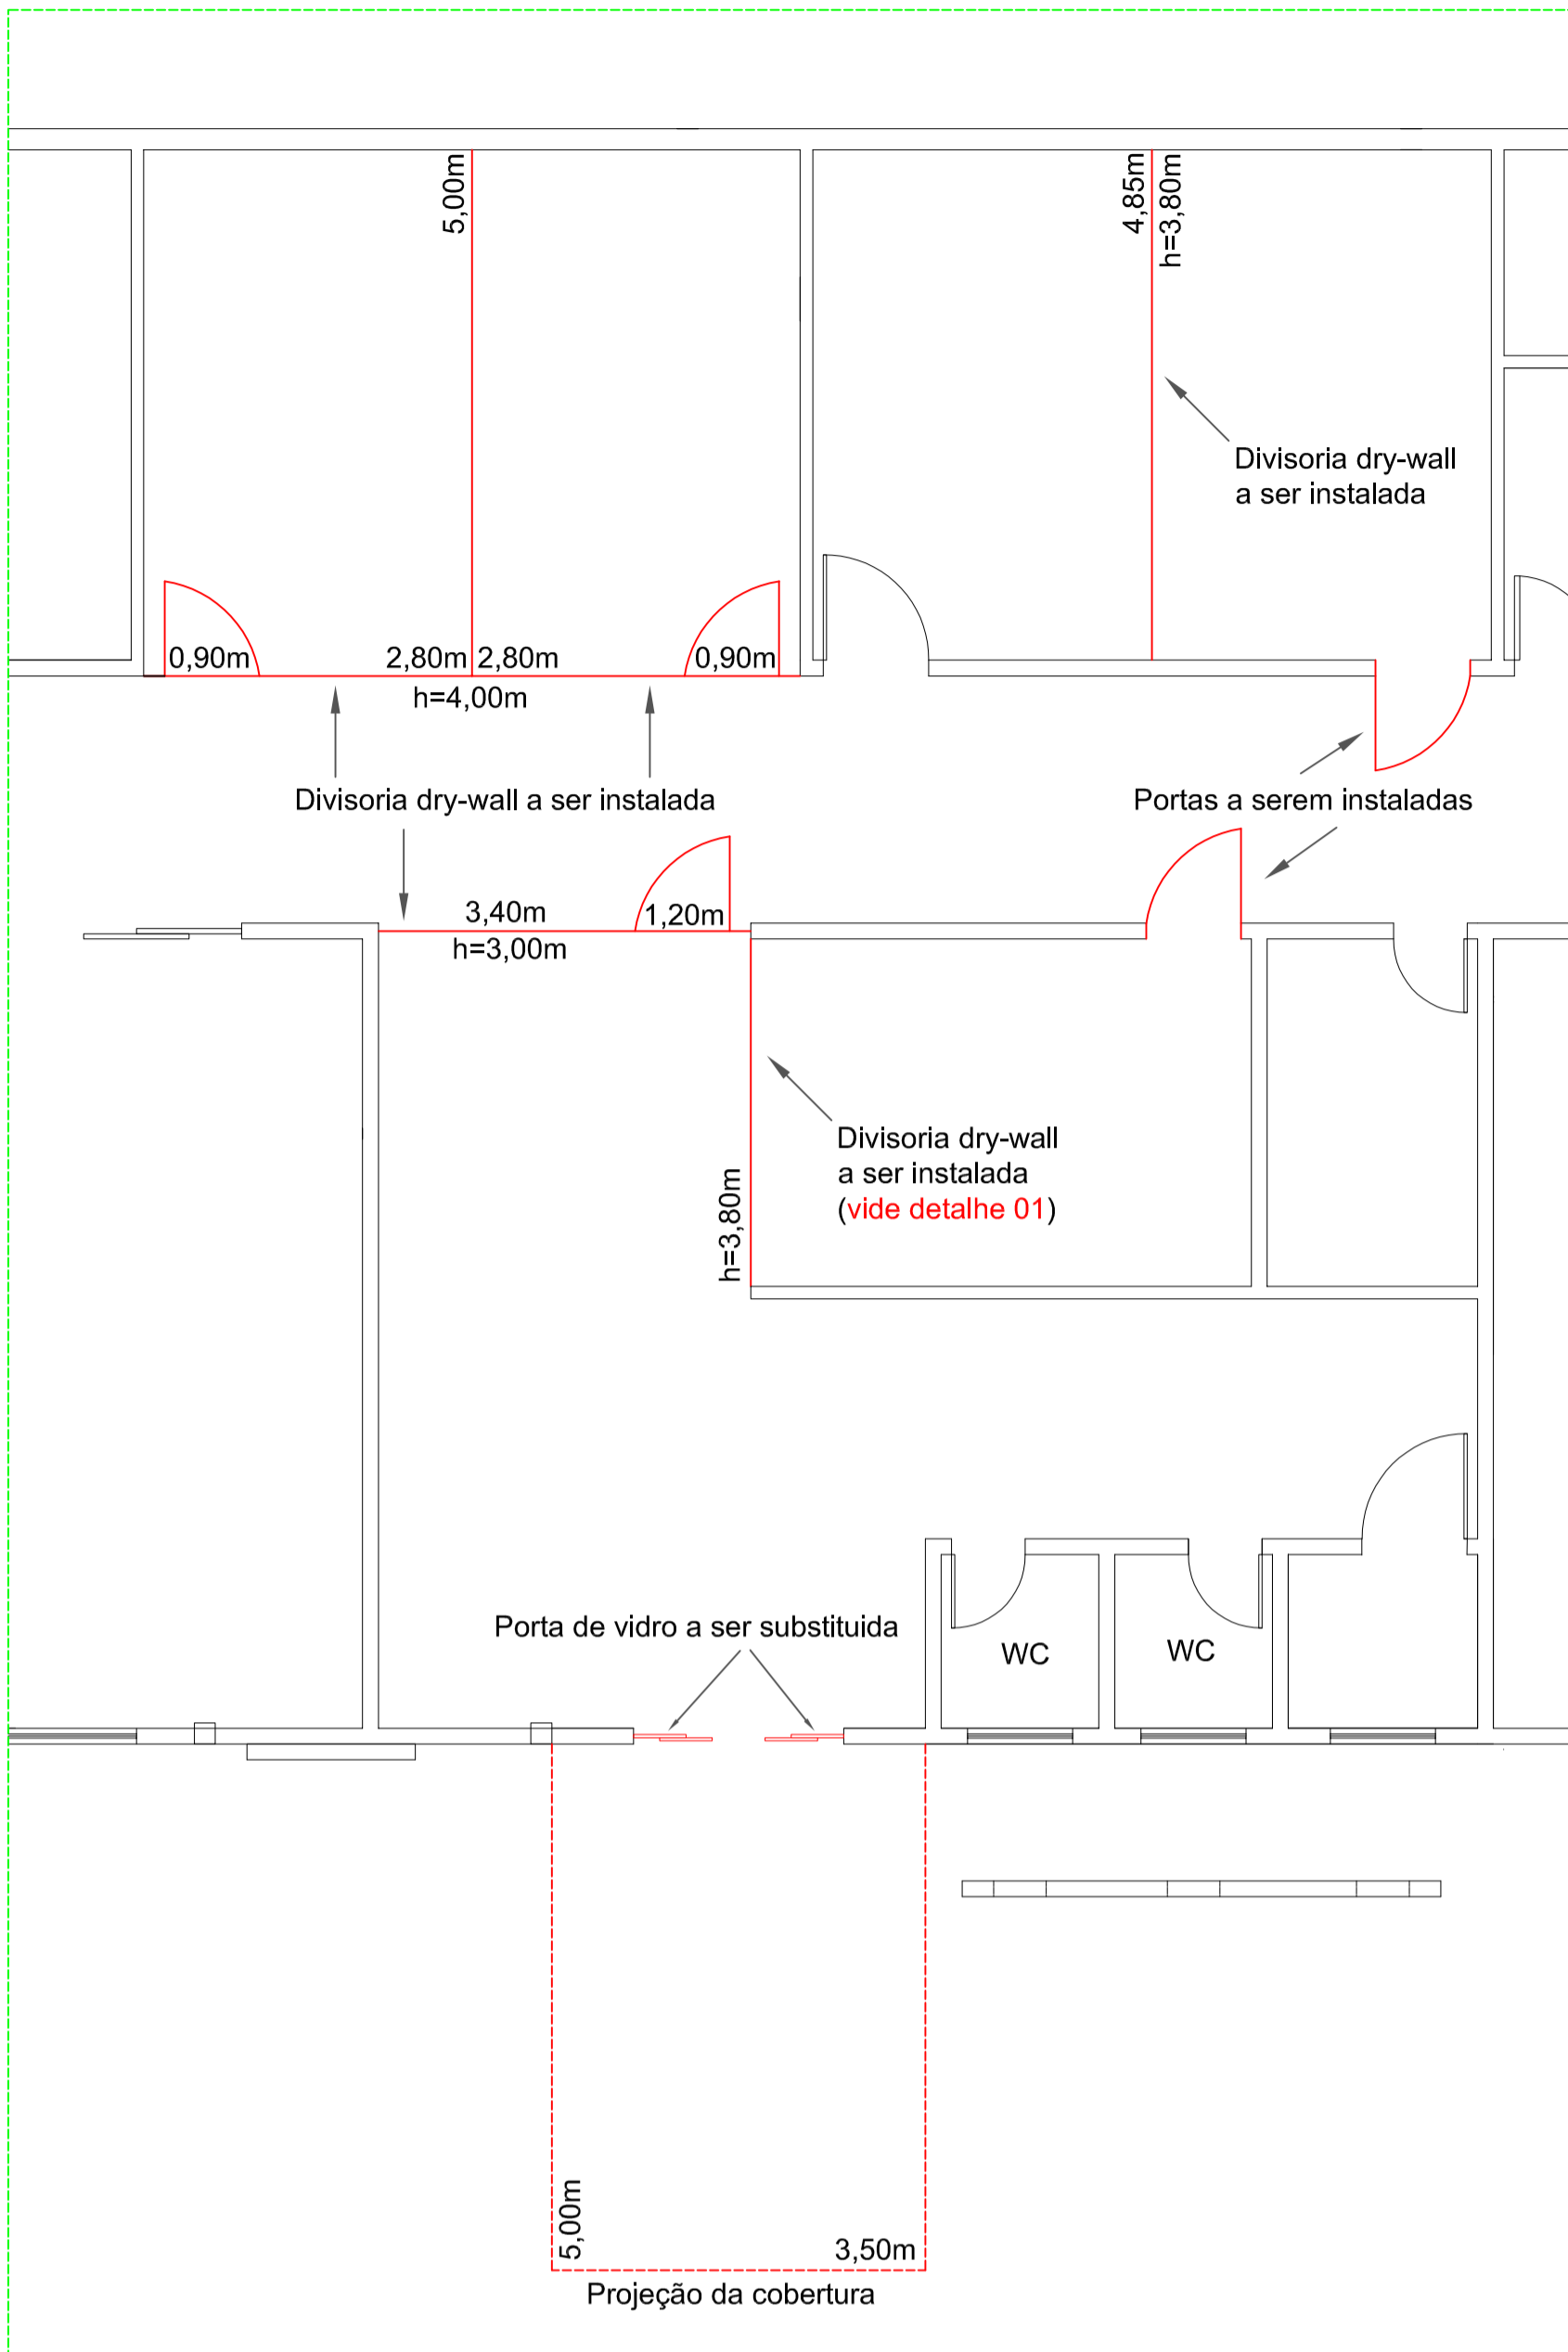 5,00m
4,85m
h=3,80m
Divisoria dry-wall
a ser instalada
0,90m
2,80m
2,80m
0,90m
h=4,00m
Divisoria dry-wall a ser instalada
Portas a serem instaladas
3,40m
1,20m
h=3,00m
Divisoria dry-wall
a ser instalada
(vide detalhe 01)
h=3,80m
Porta de vidro a ser substituida
WC
WC
5,00m
3,50m
Projeção da cobertura